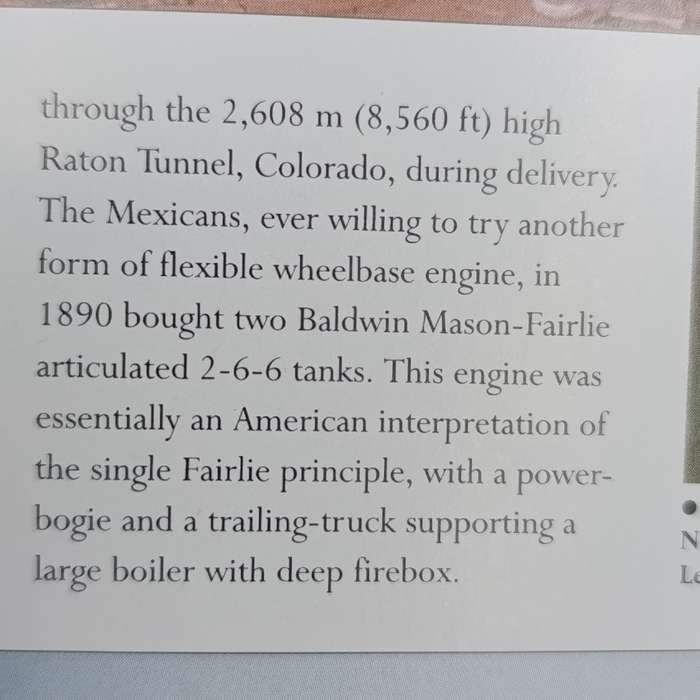 through the 2,608 m (8,560 ft) high
Raton Tunnel, Colorado, during delivery.
The Mexicans, ever willing to try another
form of flexible wheelbase engine, in
1890 bought two Baldwin Mason-Fairlie
articulated 2-6-6 tanks. This engine was
essentially an American interpretation of
the single Fairlie principle, with a power-
bogie and a trailing-truck supporting a
large boiler with deep firebox.